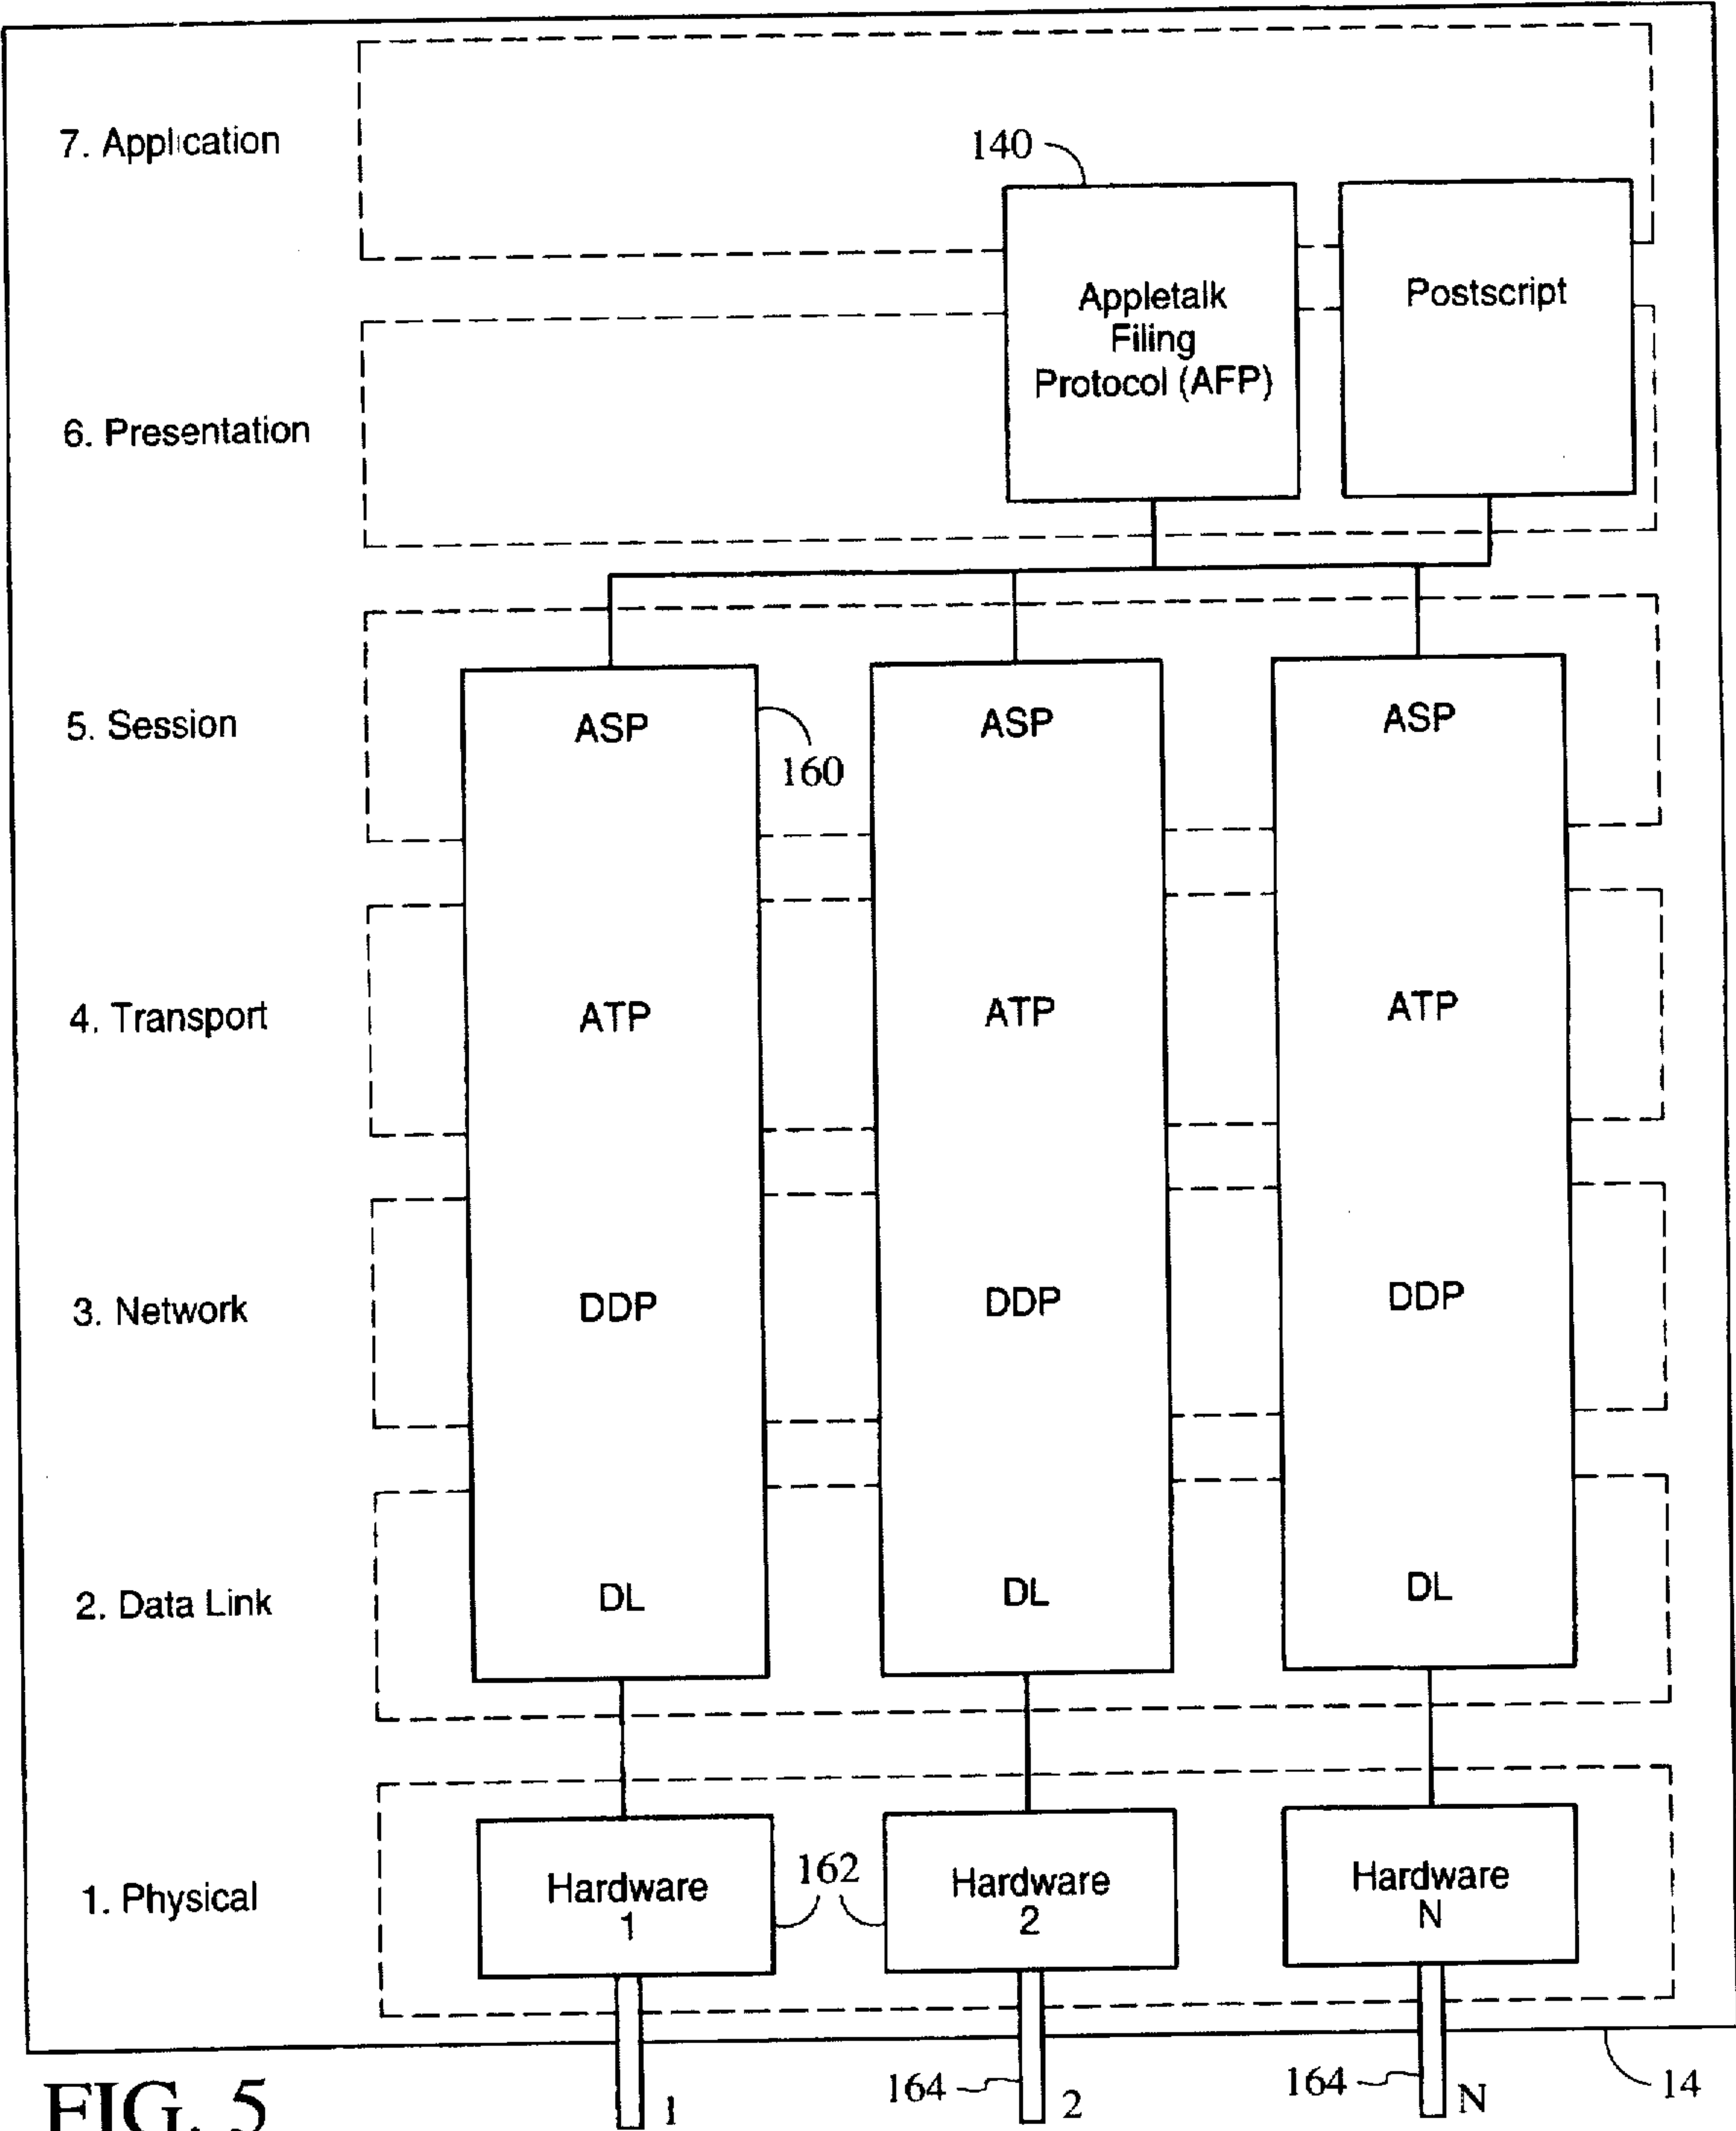 7. Application
140
Appletalk
Filing
Protocol (AFP)
Postscript
6. Presentation
5. Session
ASP
160
ASP
ASP
4. Transport
ATP
ATP
ATP
3. Network
DDP
DDP
DDP
2. Data Link
DL
DL
DL
1. Physical
Hardware
1
162
Hardware
2
Hardware
N
FIG. 5
1
164
2
164
N
14